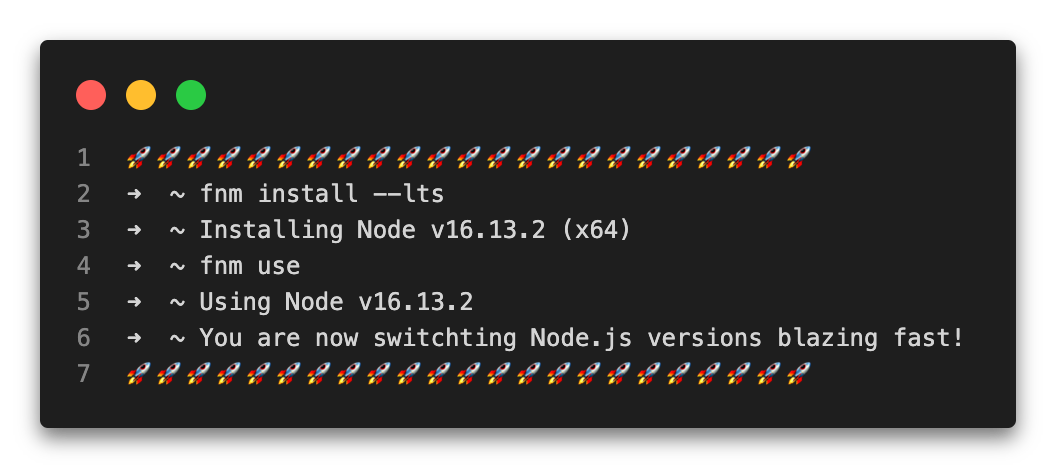 1 🚀🚀🚀🚀🚀🚀🚀🚀🚀🚀🚀🚀🚀🚀🚀🚀🚀🚀🚀🚀🚀🚀🚀
2 ➜ ~ fnm install --lts
3 ➜ ~ Installing Node v16.13.2 (x64)
4 ➜ ~ fnm use
5 ➜ ~ Using Node v16.13.2
6 ➜ ~ You are now switchting Node.js versions blazing fast!
7 🚀🚀🚀🚀🚀🚀🚀🚀🚀🚀🚀🚀🚀🚀🚀🚀🚀🚀🚀🚀🚀🚀🚀